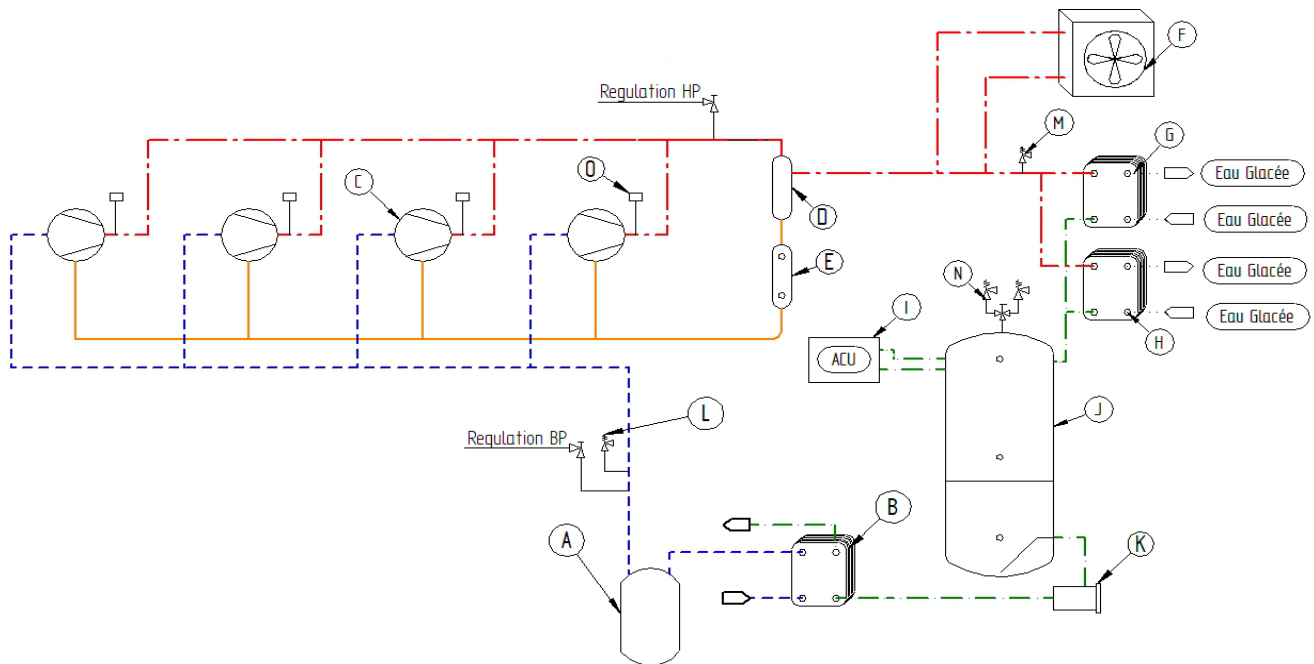 F
Regulation HP
M
G
Eau Glacée
C
O
D
Eau Glacée
E
N
Eau Glacée
I
H
Eau Glacée
ACU
J
L
Regulation BP
B
A
K